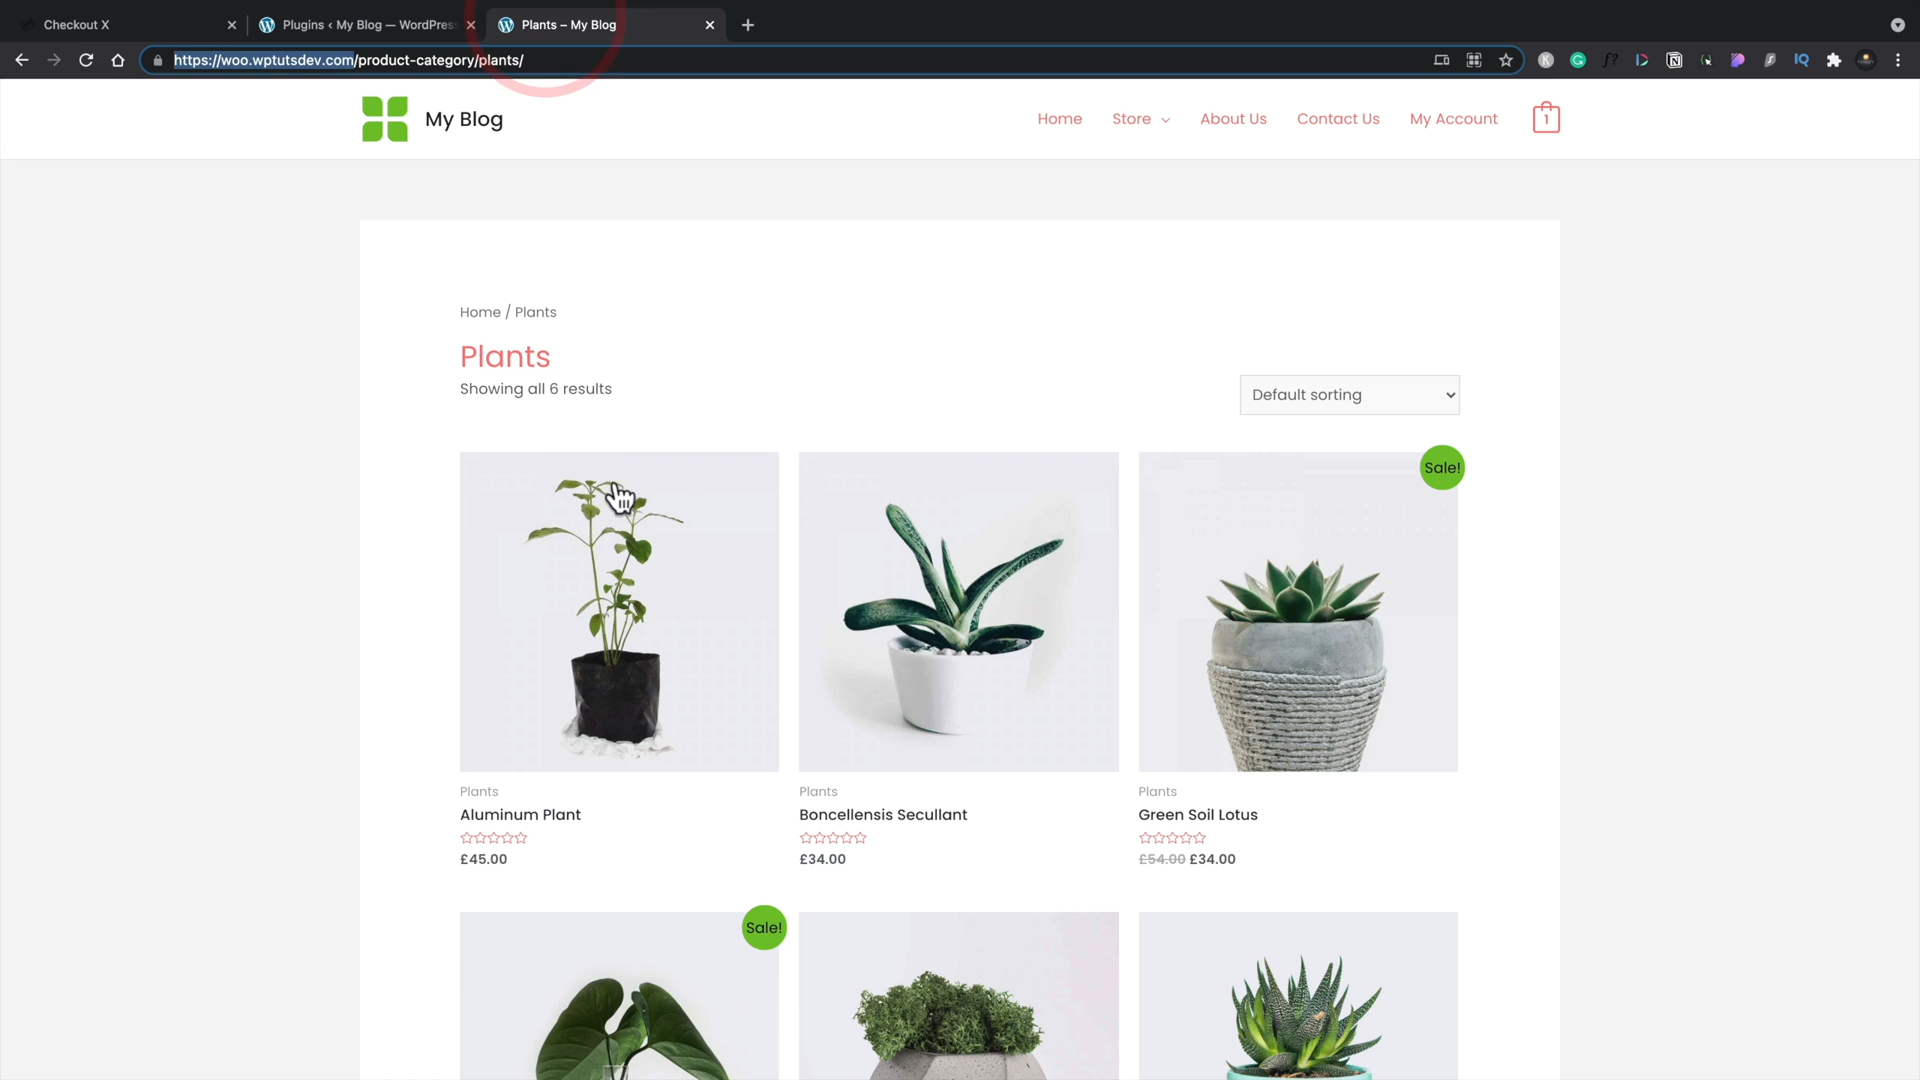 Checkout X
Plugins ‹ My Blog — WordPress
Plants – My Blog
https://woo.wptutsdev.com/product-category/plants/
My Blog
Home
Store
About Us
Contact Us
My Account
1
Home / Plants
Plants
Showing all 6 results
Default sorting
Sale!
Plants
Aluminum Plant
£45.00
Plants
Boncellensis Secullant
£34.00
Plants
Green Soil Lotus
£54.00 £34.00
Sale!